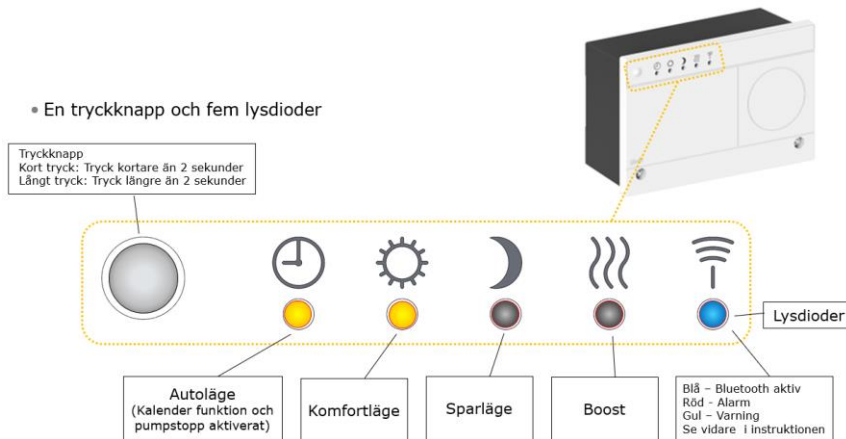 • En tryckknapp och fem lysdioder
Tryckknapp
Kort tryck: Tryck kortare än 2 sekunder
Långt tryck: Tryck längre än 2 sekunder
Lysdioder
Autoläge
(Kalender funktion och
pumpstopp aktiverat)
Komfortläge
Sparläge
Boost
Blå – Bluetooth aktiv
Röd - Alarm
Gul – Varning
Se vidare i instruktionen